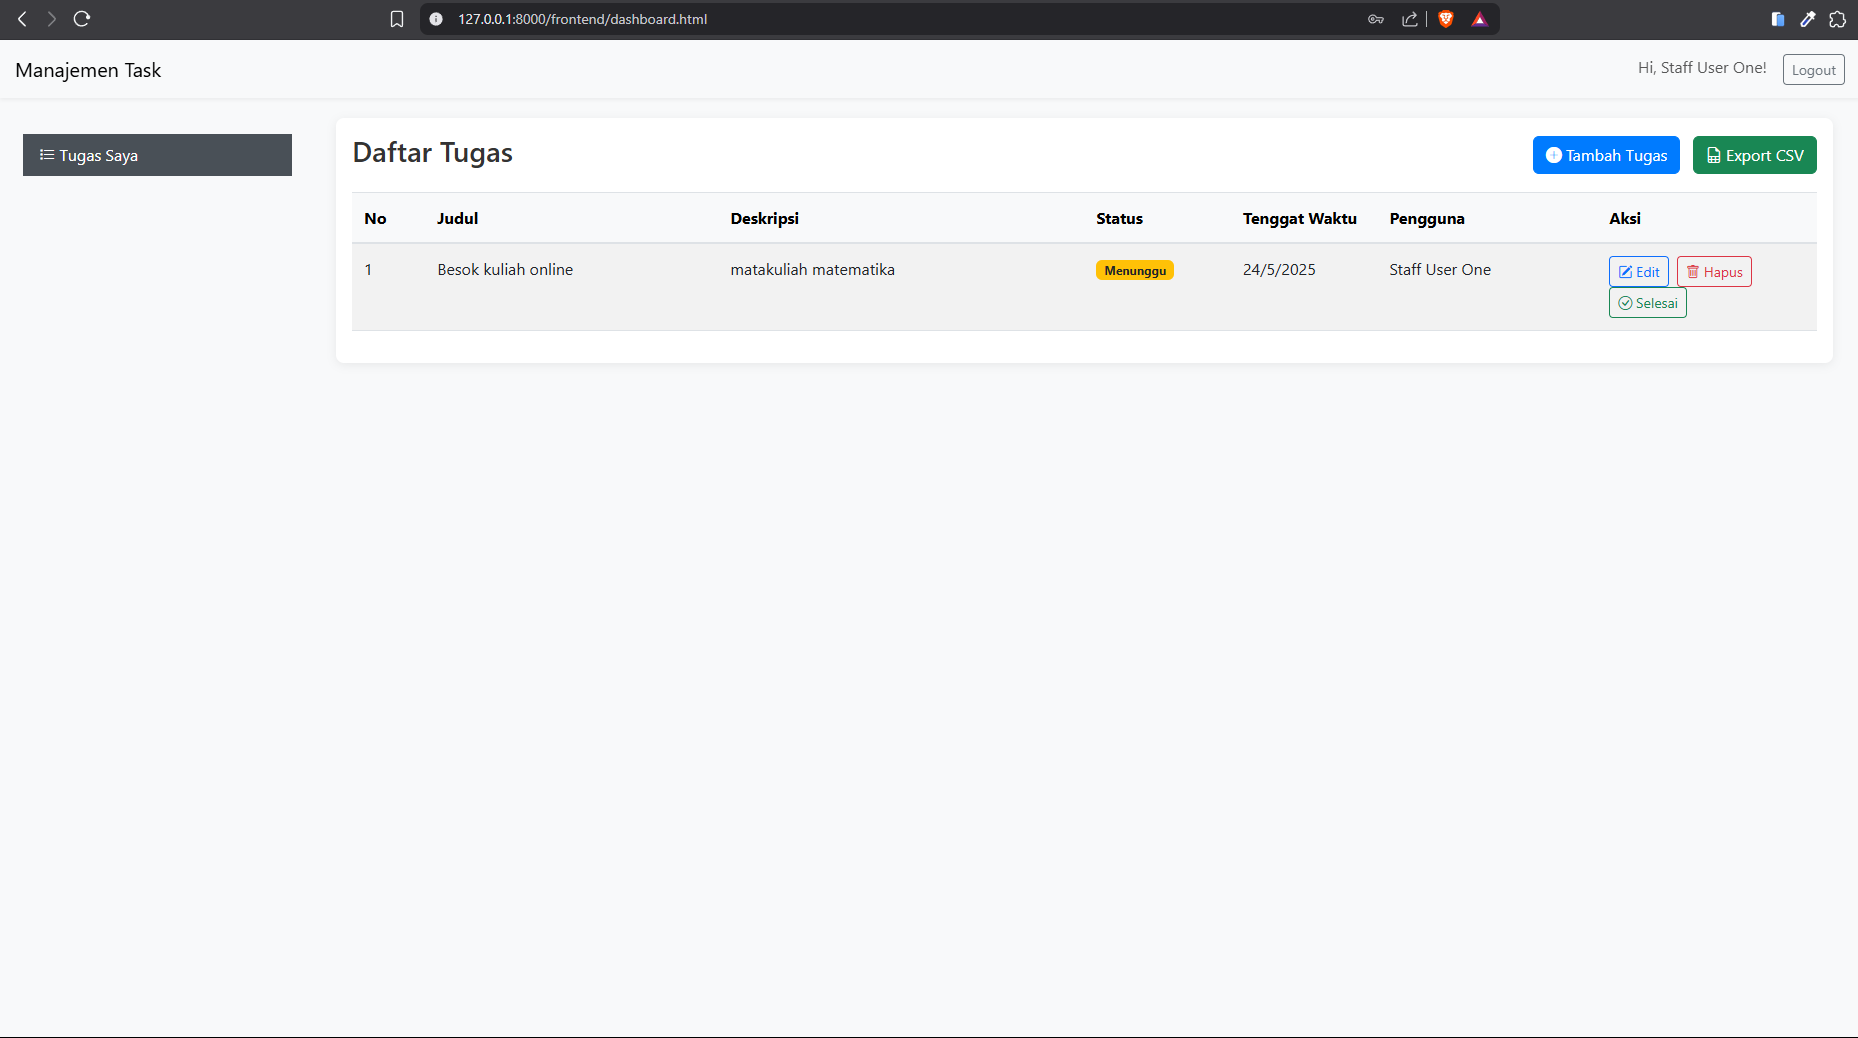 127.0.0.1:8000/frontend/dashboard.html
Manajemen Task
Hi, Staff User One!
Logout
Tugas Saya
Daftar Tugas
Tambah Tugas
Export CSV
No Judul Deskripsi Status Tenggat Waktu Pengguna Aksi
1 Besok kuliah online matakuliah matematika Menunggu 24/5/2025 Staff User One Edit Hapus
Selesai